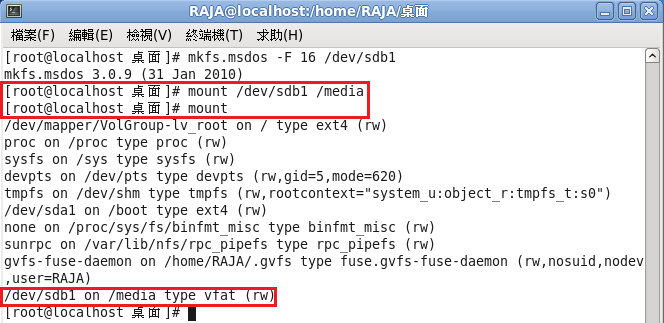 RAJA@localhost:/home/RAJA/桌面
檔案(F) 編輯(E) 檢視(V) 終端機(T) 求助(H)
[root@localhost 桌面]# mkfs.msdos -F 16 /dev/sdb1
mkfs.msdos 3.0.9 (31 Jan 2010)
[root@localhost 桌面]# mount /dev/sdb1 /media
[root@localhost 桌面]# mount
/dev/mapper/VolGroup-lv_root on / type ext4 (rw)
proc on /proc type proc (rw)
sysfs on /sys type sysfs (rw)
devpts on /dev/pts type devpts (rw,gid=5,mode=620)
tmpfs on /dev/shm type tmpfs (rw,rootcontext="system_u:object_r:tmpfs_t:s0")
/dev/sda1 on /boot type ext4 (rw)
none on /proc/sys/fs/binfmt_misc type binfmt_misc (rw)
sunrpc on /var/lib/nfs/rpc_pipefs type rpc_pipefs (rw)
gvfs-fuse-daemon on /home/RAJA/.gvfs type fuse.gvfs-fuse-daemon (rw,nosuid,nodev
,user=RAJA)
/dev/sdb1 on /media type vfat (rw)
[root@localhost 桌面]#